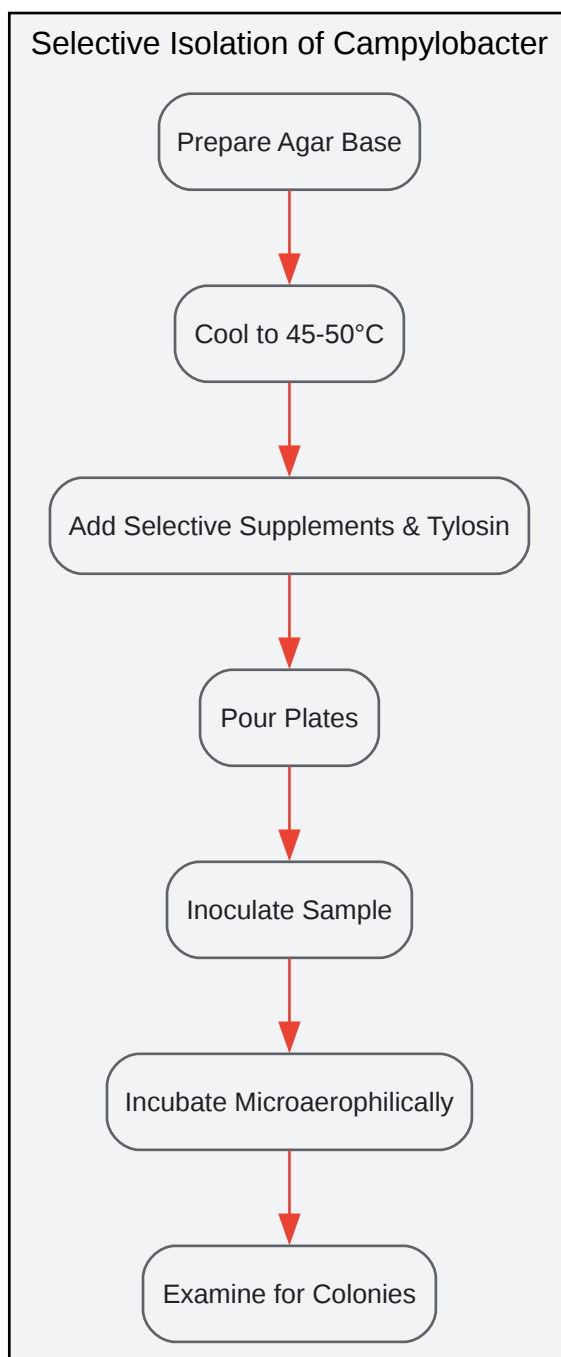 Selective Isolation of Campylobacter
Prepare Agar Base
Cool to 45-50°C
Add Selective Supplements & Tylosin
Pour Plates
Inoculate Sample
Incubate Microaerophilically
Examine for Colonies